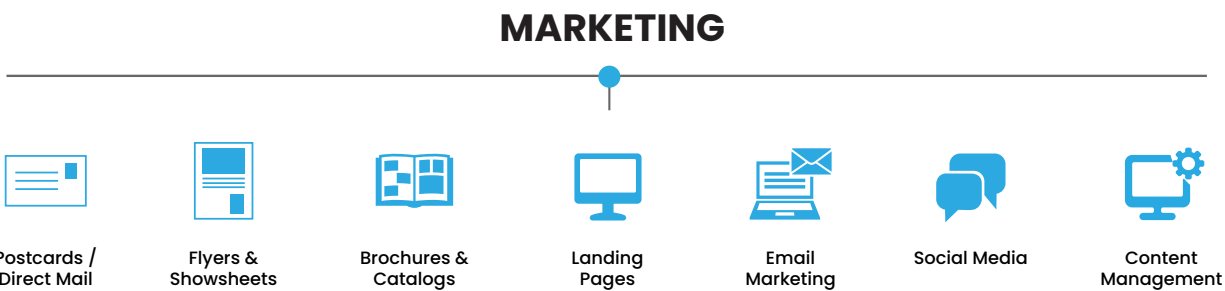 MARKETING
Postcards /
Direct Mail
Flyers &
Showsheets
Brochures &
Catalogs
Landing
Pages
Email
Marketing
Social Media
Content
Management